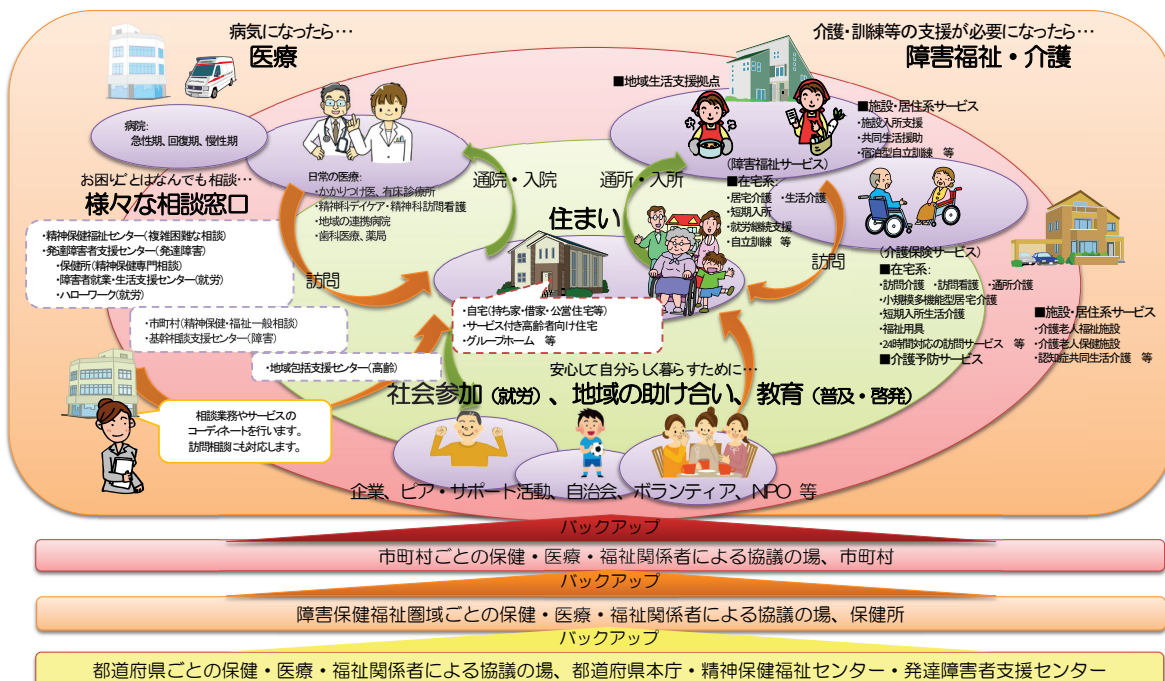 病気になったら…
医療
病院:
急性期、回復期、慢性期
日常の医療:
・かかりつけ医、有床診療所
・精神科デイケア・精神科訪問看護
・地域の連携病院
・歯科医療、薬局
介護・訓練等の支援が必要になったら…
障害福祉・介護
■地域生活支援拠点
■施設・居住系サービス
・施設入所支援
・共同生活援助
・宿泊型自立訓練 等
(障害福祉サービス)
■在宅系:
・居宅介護 ・生活介護
・短期入所
・就労継続支援
・自立訓練 等
(介護保険サービス)
■在宅系:
・訪問介護 ・訪問看護 ・通所介護
・小規模多機能型居宅介護
・短期入所生活介護
・福祉用具
・24時間対応の訪問サービス 等
■介護予防サービス
■施設・居住系サービス
・介護老人福祉施設
・介護老人保健施設
・認知症共同生活介護 等
通院・入院
通所・入所
訪問
訪問
住まい
・自宅(持ち家・借家・公営住宅等)
・サービス付き高齢者向け住宅
・グループホーム 等
お困りごとはなんでも相談…
様々な相談窓口
・精神保健福祉センター(複雑困難な相談)
・発達障害者支援センター(発達障害)
・保健所(精神保健専門相談)
・障害者就業・生活支援センター(就労)
・ハローワーク(就労)
・市町村(精神保健・福祉一般相談)
・基幹相談支援センター(障害)
・地域包括支援センター(高齢)
相談業務やサービスの
コーディネートを行います。
訪問相談にも対応します。
安心して自分らしく暮らすために…
社会参加(就労)、地域の助け合い、教育(普及・啓発)
企業、ピア・サポート活動、自治会、ボランティア、NPO 等
バックアップ
市町村ごとの保健・医療・福祉関係者による協議の場、市町村
バックアップ
障害保健福祉圏域ごとの保健・医療・福祉関係者による協議の場、保健所
バックアップ
都道府県ごとの保健・医療・福祉関係者による協議の場、都道府県本庁・精神保健福祉センター・発達障害者支援センター